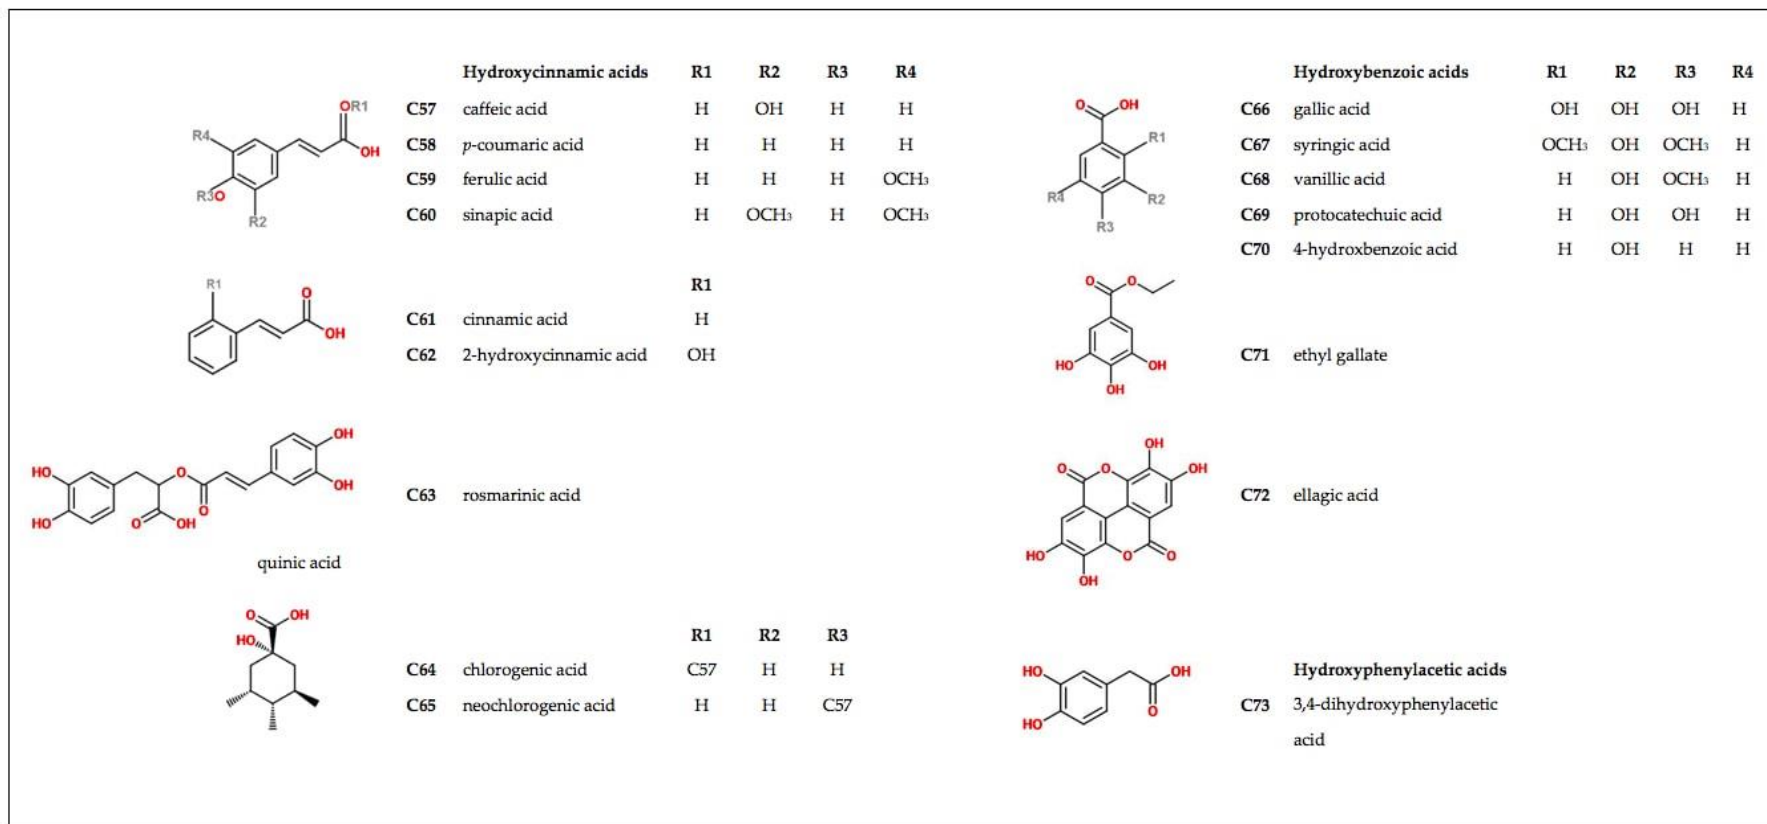 Hydroxycinnamic acids R1 R2 R3 R4
OR1
R4
OH
R3O
R2
C57 caffeic acid H OH H H
C58 p-coumaric acid H H H H
C59 ferulic acid H H H OCH3
C60 sinapic acid H OCH3 H OCH3
R1
R1
O
OH
C61 cinnamic acid H
C62 2-hydroxycinnamic acid OH
OH
HO
O
OH
HO
O
OH
O
C63 rosmarinic acid
quinic acid
O
OH
HO
R1 R2 R3
C64 chlorogenic acid C57 H H
C65 neochlorogenic acid H H C57
Hydroxybenzoic acids R1 R2 R3 R4
O
OH
R1
R4
R2
R3
C66 gallic acid OH OH OH H
C67 syringic acid OCH3 OH OCH3 H
C68 vanillic acid H OH OCH3 H
C69 protocatechuic acid H OH OH H
C70 4-hydroxbenzoic acid H OH H H
O
O
HO
OH
OH
C71 ethyl gallate
OH
O
O
OH
HO
O
O
OH
C72 ellagic acid
HO
OH
HO
O
Hydroxyphenylacetic acids
C73 3,4-dihydroxyphenylacetic
acid